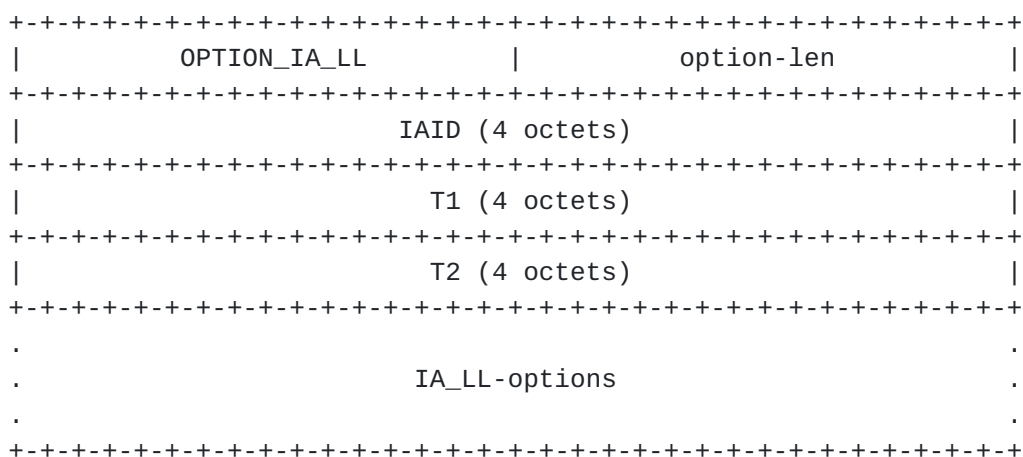 +-+-+-+-+-+-+-+-+-+-+-+-+-+-+-+-+-+-+-+-+-+-+-+-+-+-+-+-+-+-+-+-+
|          OPTION_IA_LL         |          option-len           |
+-+-+-+-+-+-+-+-+-+-+-+-+-+-+-+-+-+-+-+-+-+-+-+-+-+-+-+-+-+-+-+-+
|                        IAID (4 octets)                        |
+-+-+-+-+-+-+-+-+-+-+-+-+-+-+-+-+-+-+-+-+-+-+-+-+-+-+-+-+-+-+-+-+
|                          T1 (4 octets)                        |
+-+-+-+-+-+-+-+-+-+-+-+-+-+-+-+-+-+-+-+-+-+-+-+-+-+-+-+-+-+-+-+-+
|                          T2 (4 octets)                        |
+-+-+-+-+-+-+-+-+-+-+-+-+-+-+-+-+-+-+-+-+-+-+-+-+-+-+-+-+-+-+-+-+
.                                                               .
.                         IA_LL-options                         .
.                                                               .
+-+-+-+-+-+-+-+-+-+-+-+-+-+-+-+-+-+-+-+-+-+-+-+-+-+-+-+-+-+-+-+-+